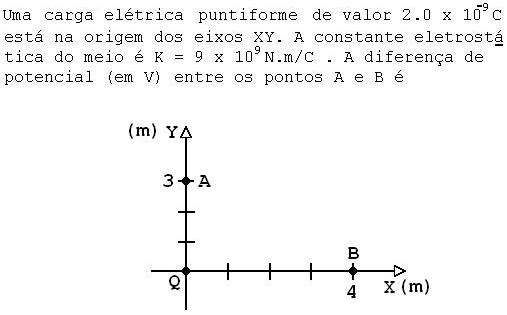 Uma carga elétrica puntiforme de valor 2.0 x 10⁻⁹C
está na origem dos eixos XY. A constante eletrostá
tica do meio é K = 9 x 10⁹N.m/C . A diferença de
potencial (em V) entre os pontos A e B é
(m) Y
3 A
B
Q
4 X (m)